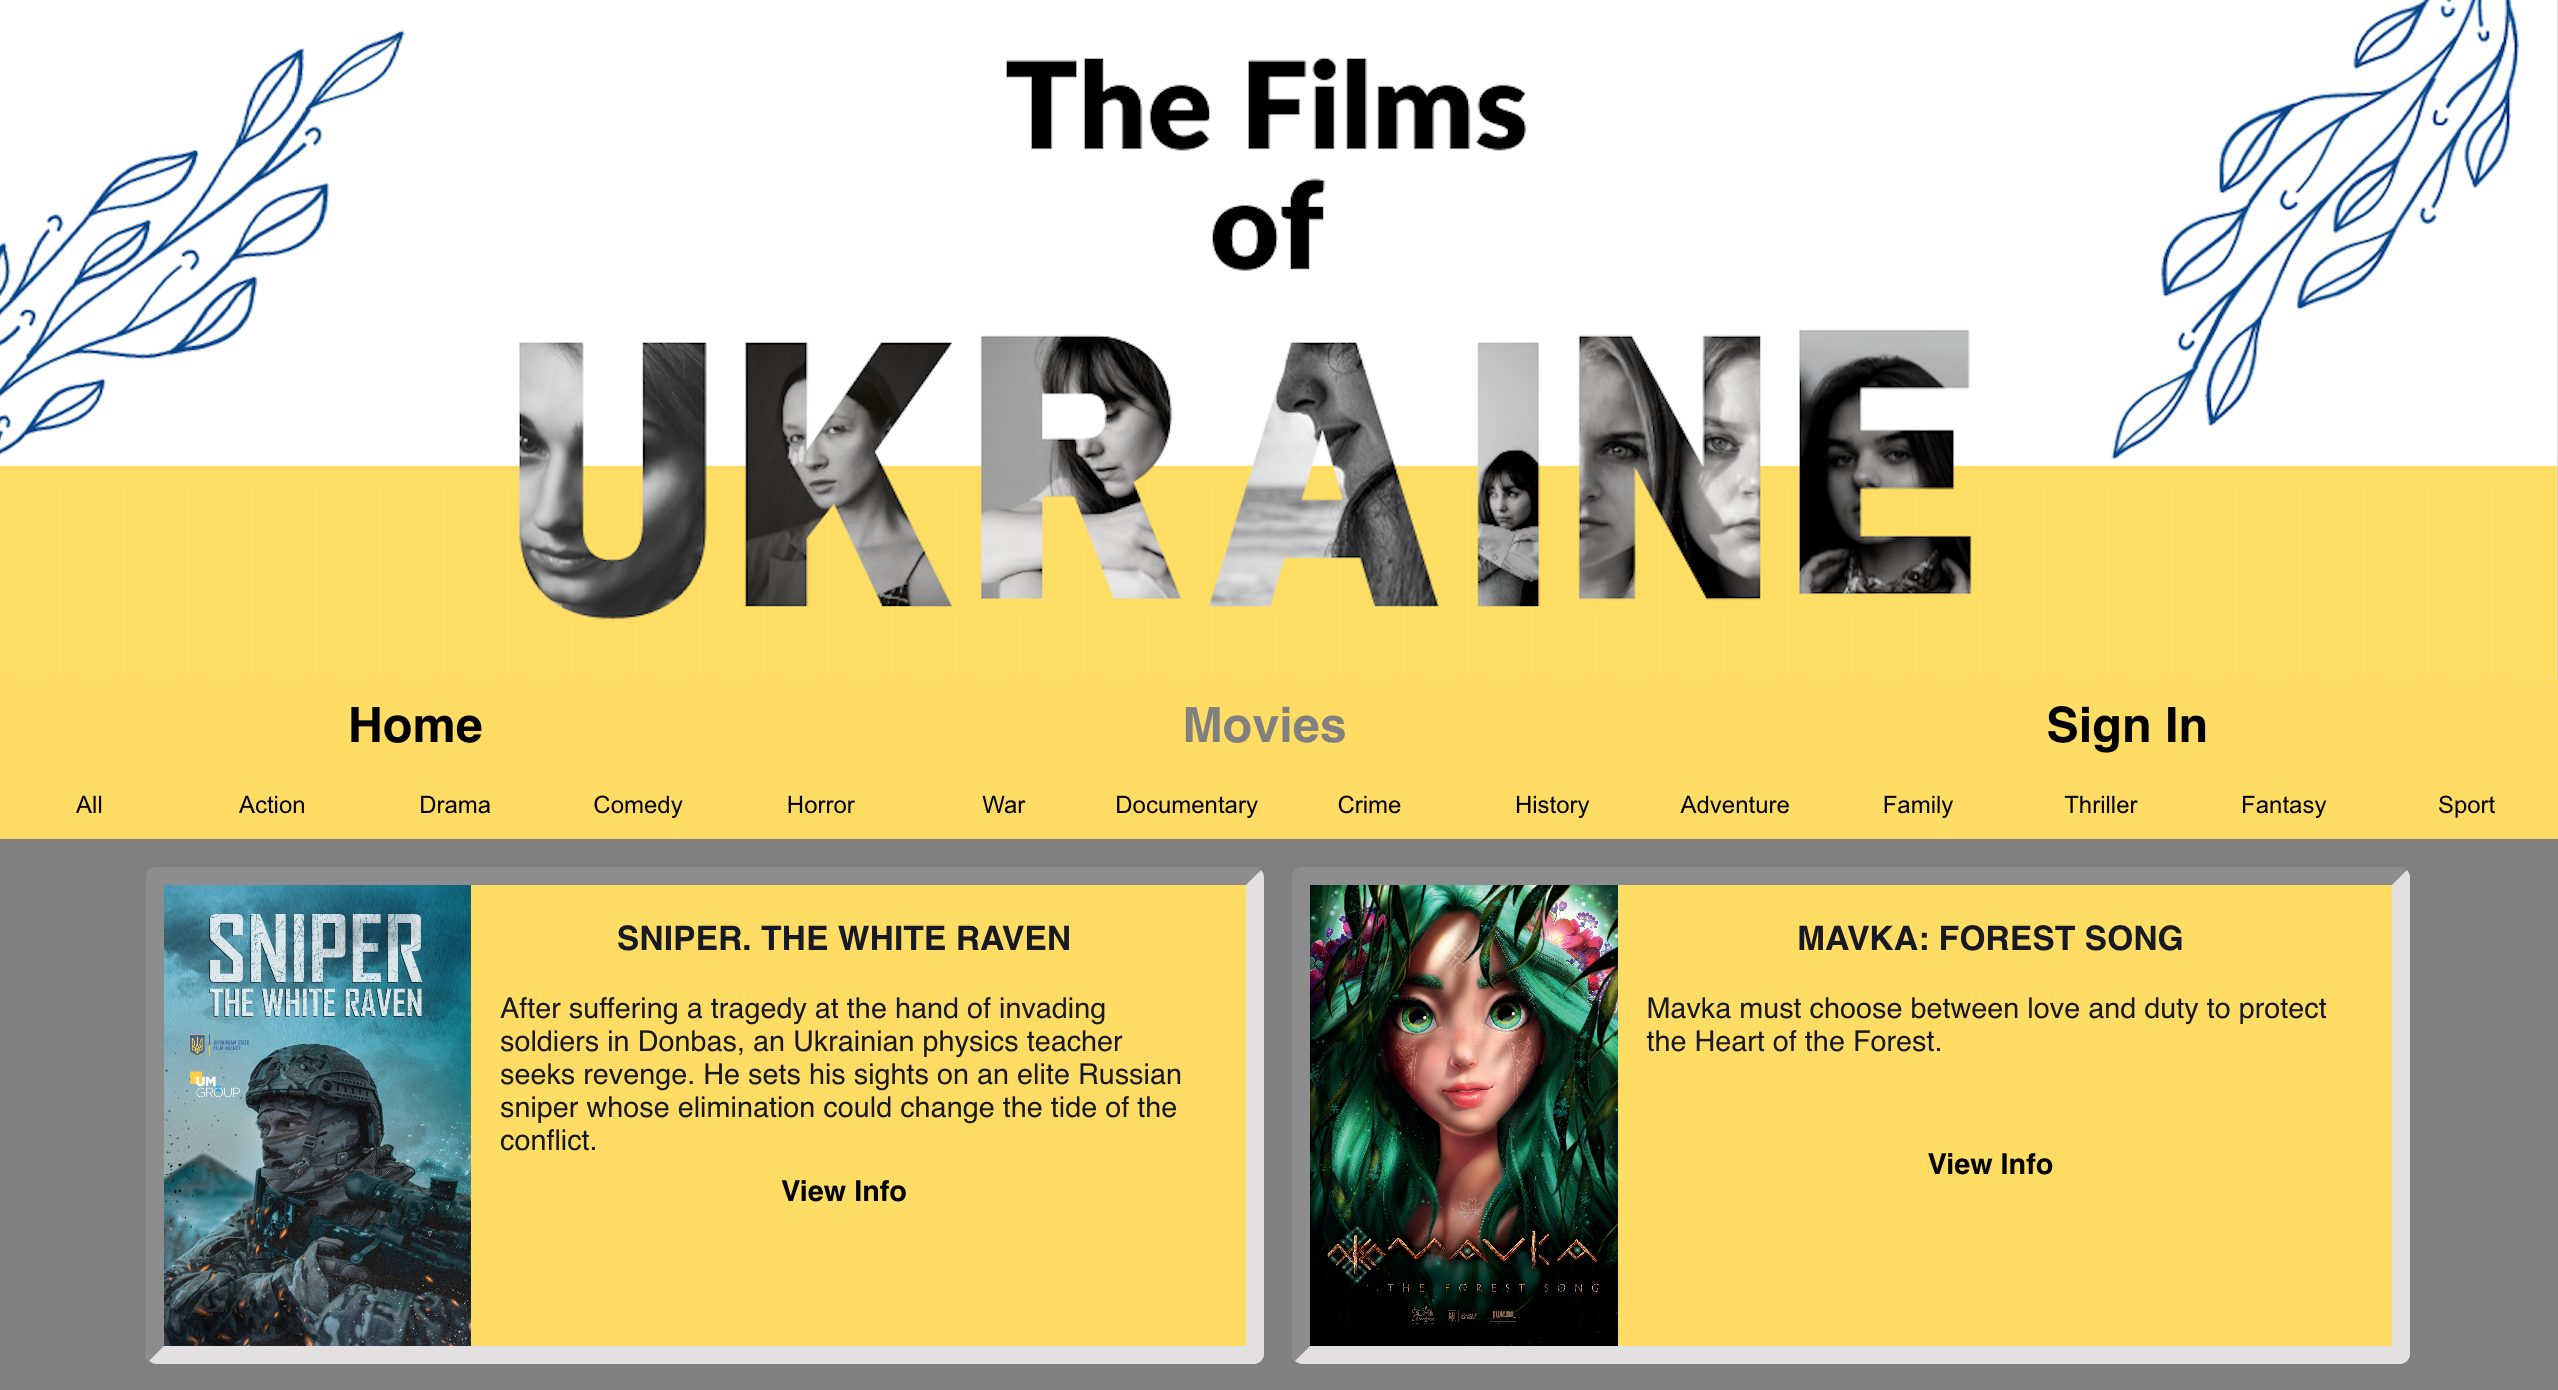 The Films
of
UKRAINE
Home
Movies
Sign In
All
Action
Drama
Comedy
Horror
War
Documentary
Crime
History
Adventure
Family
Thriller
Fantasy
Sport
SNIPER
THE WHITE RAVEN
UKRAINIAN STATE
FILM AGENCY
UM
GROUP
SNIPER. THE WHITE RAVEN
After suffering a tragedy at the hand of invading
soldiers in Donbas, an Ukrainian physics teacher
seeks revenge. He sets his sights on an elite Russian
sniper whose elimination could change the tide of the
conflict.
View Info
MAVKA
THE FOREST SONG
MAVKA: FOREST SONG
Mavka must choose between love and duty to protect
the Heart of the Forest.
View Info